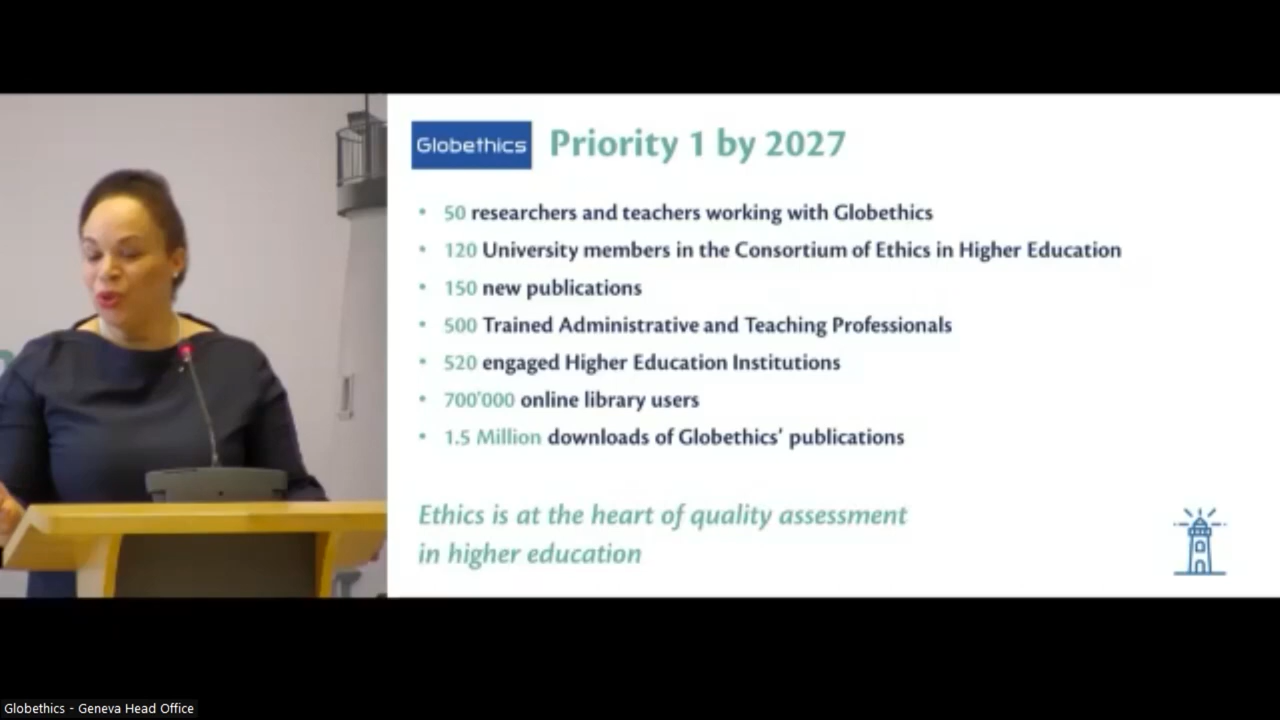 Globethics Priority 1 by 2027
• 50 researchers and teachers working with Globethics
• 120 University members in the Consortium of Ethics in Higher Education
• 150 new publications
• 500 Trained Administrative and Teaching Professionals
• 520 engaged Higher Education Institutions
• 700'000 online library users
• 1.5 Million downloads of Globethics' publications
Ethics is at the heart of quality assessment
in higher education
Globethics - Geneva Head Office